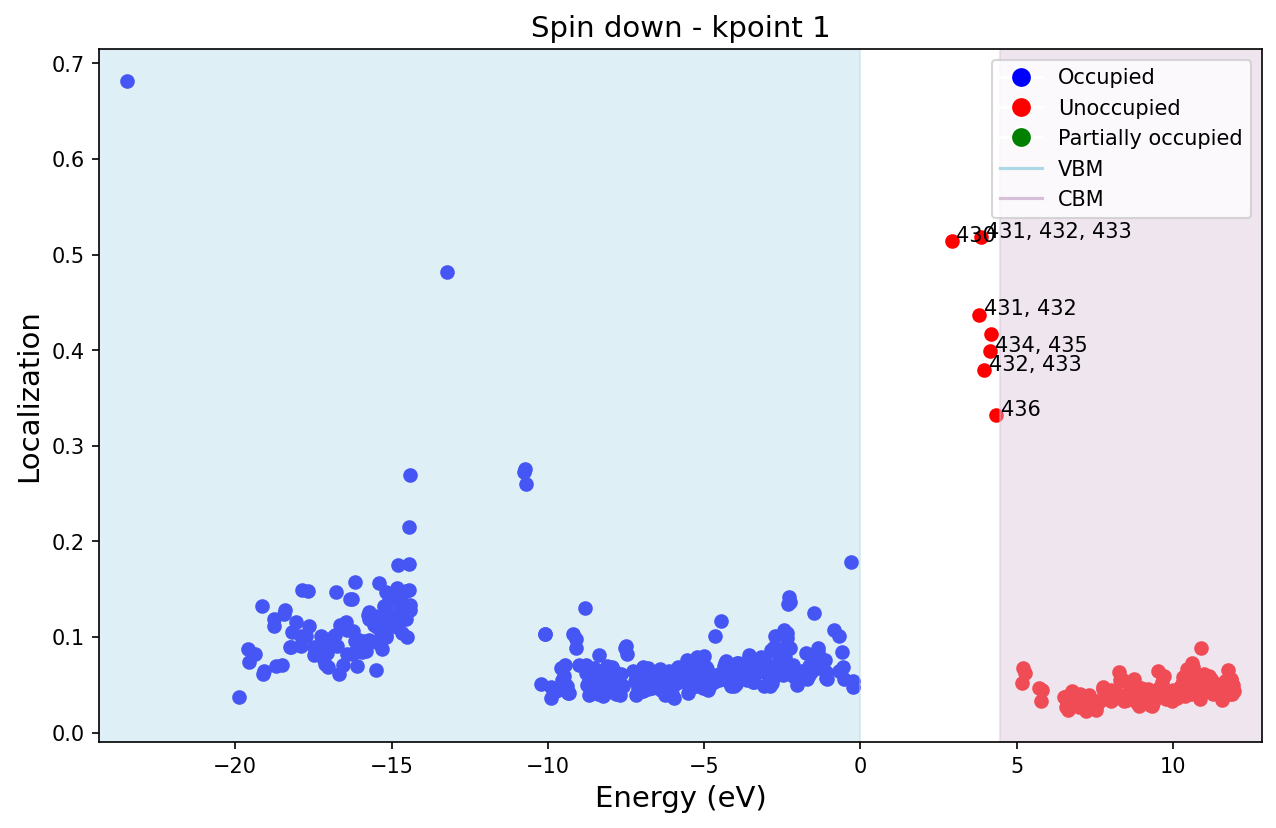 Spin down - kpoint 1
Localization
0.7
0.6
0.5
0.4
0.3
0.2
0.1
0.0
Occupied
Unoccupied
Partially occupied
VBM
CBM
430
431, 432, 433
431, 432
434, 435
432, 433
436
−20
−15
−10
−5
0
5
10
Energy (eV)